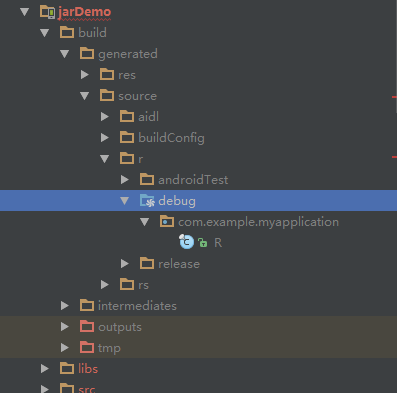 jarDemo
build
generated
res
source
aidl
buildConfig
r
androidTest
debug
com.example.myapplication
R
release
rs
intermediates
outputs
tmp
libs
src